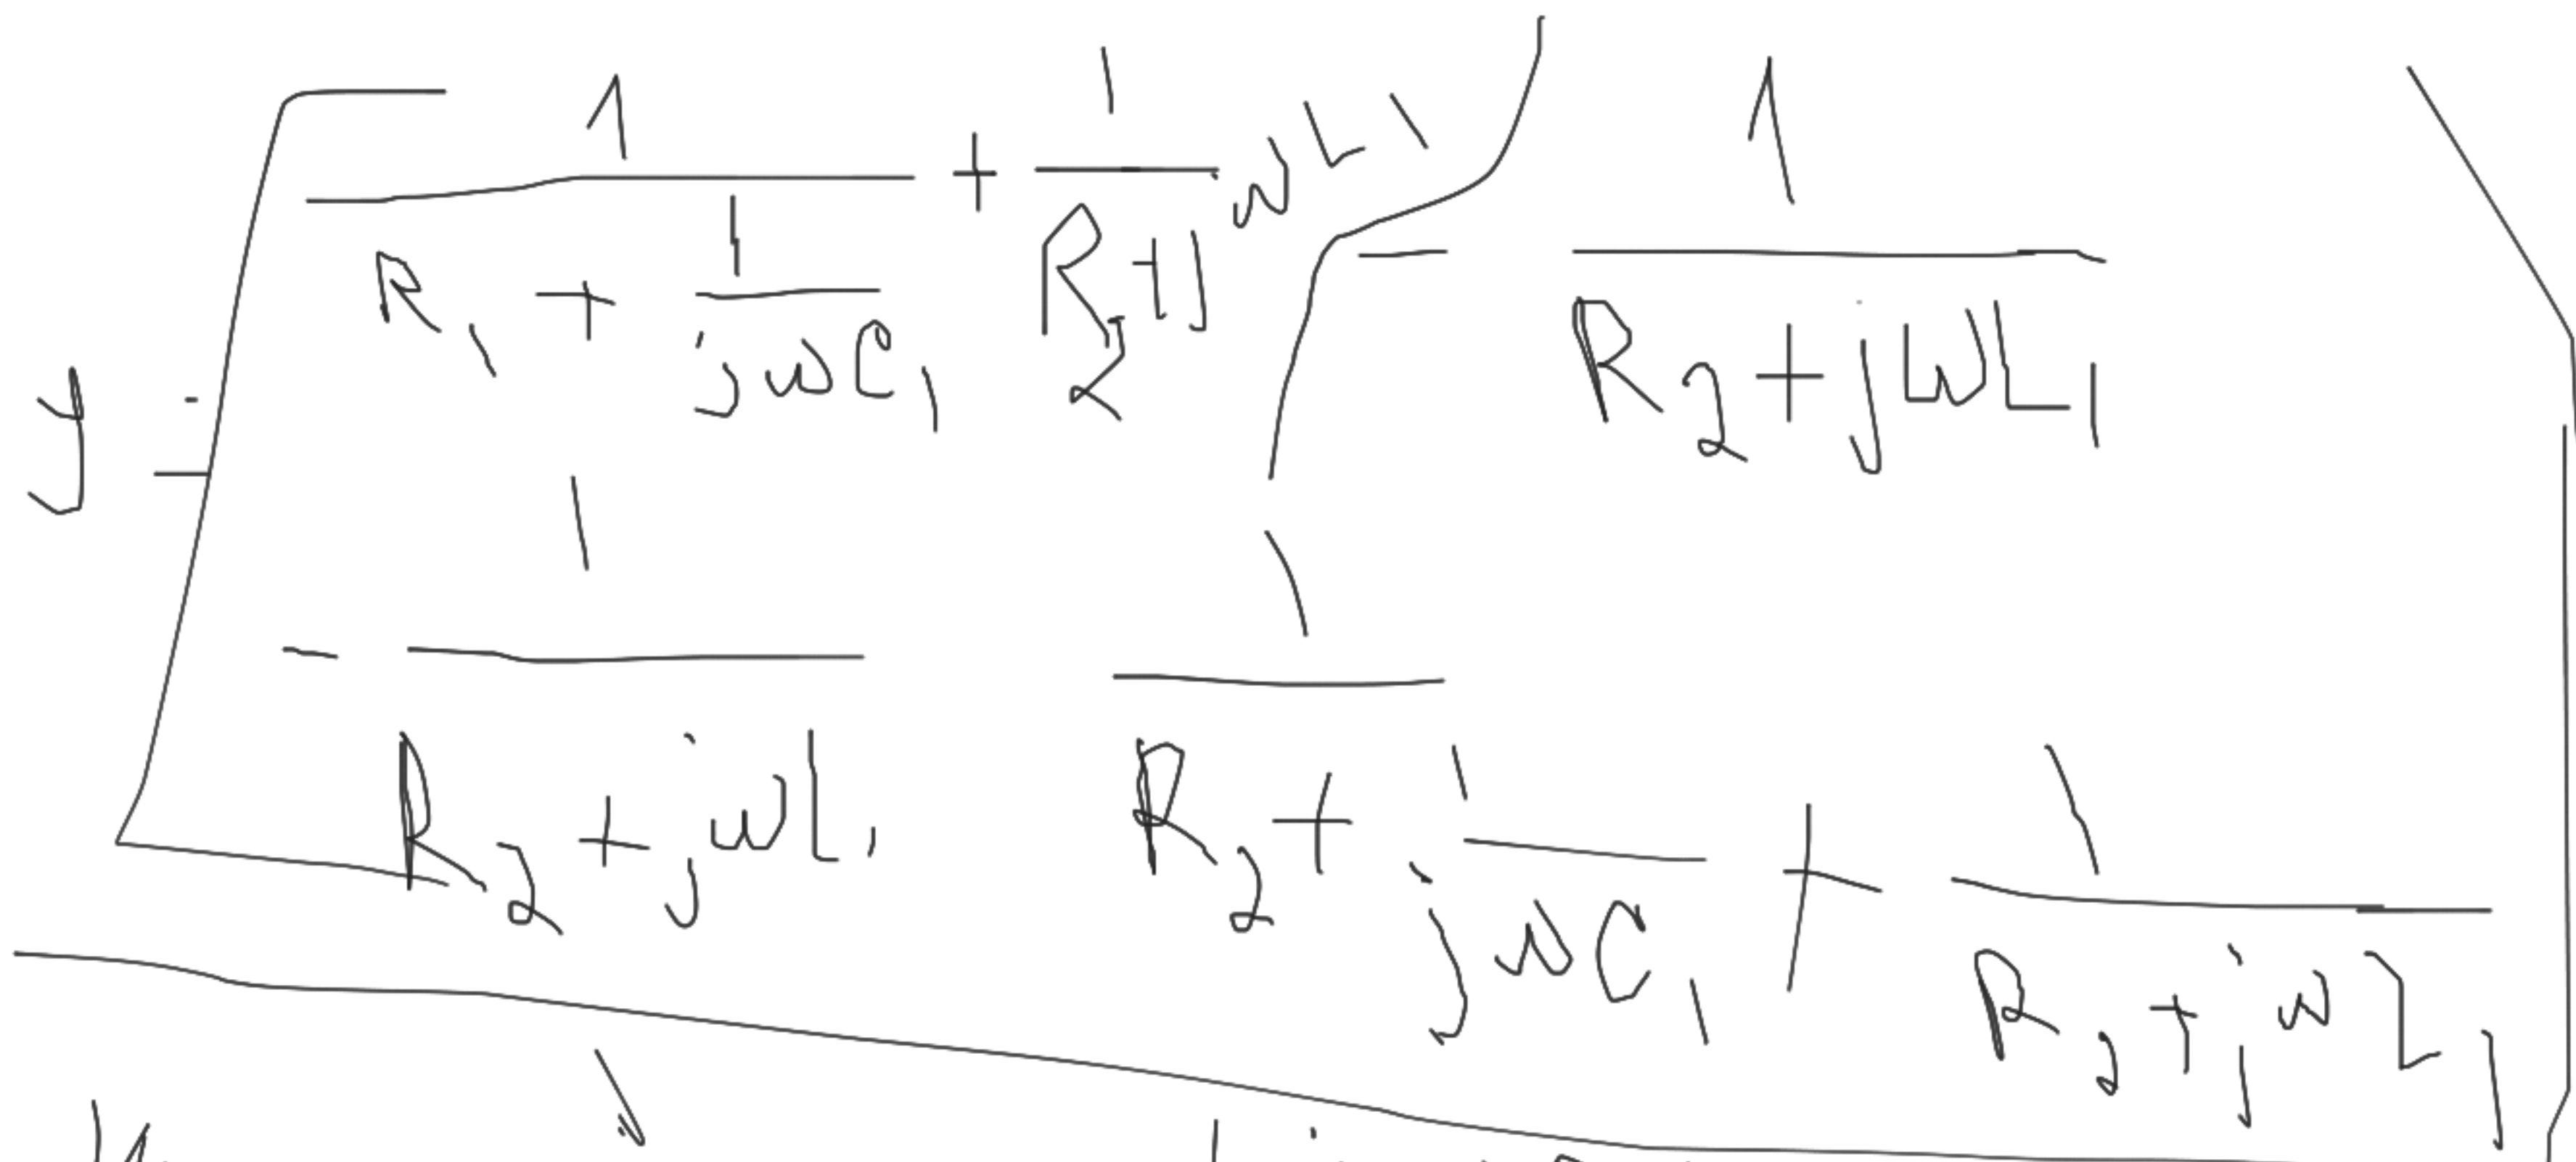 y = [ 1/(R₁ + 1/(jωC₁)) + 1/(R₂+jωL₁)   - 1/(R₂+jωL₁)
- 1/(R₂+jωL₁)   1/(R₂ + 1/(jωC₁)) + 1/(R₂+jωL₁) ]